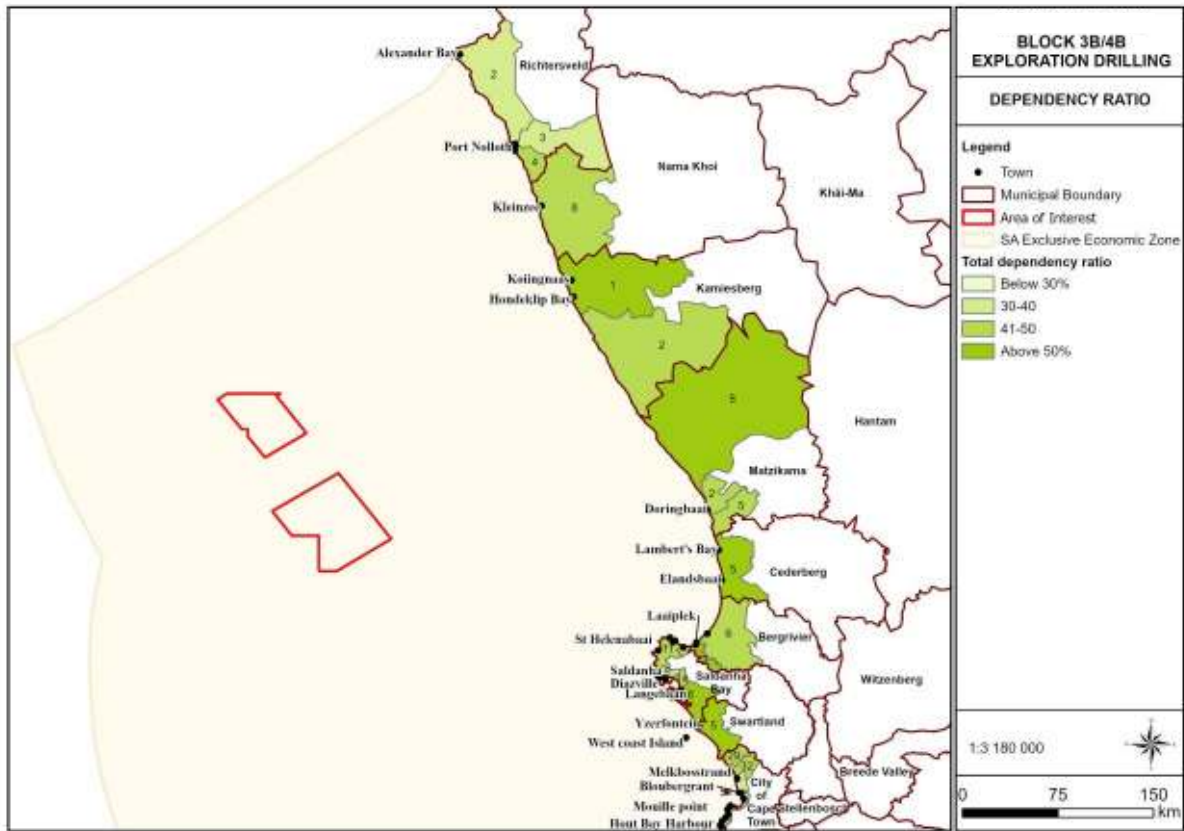 BLOCK 3B/4B
EXPLORATION DRILLING
DEPENDENCY RATIO
Legend
Town
Municipal Boundary
Area of Interest
SA Exclusive Economic Zone
Total dependency ratio
Below 30%
30-40
41-50
Above 50%
1:3 180 000
0 75 150
km
Alexander Bay
Richtersveld
2
3
Port Nolloth
4
Nama Khoi
Khâi-Ma
Kleinzee
8
Koiingnaas
1
Kamiesberg
Hondeklip Bay
2
8
Hantam
Matzikama
2
5
Doringbaai
Lambert's Bay
5
Cederberg
Elandsbaai
Laaiplek
6
Bergrivier
St Helenabaai
11
Witzenberg
Saldanha
Saldanha
Bay
Diazville
Langebaan
Swartland
Yzerfontein
5
West coast Island
Melkbosstrand
Breede Valley
Bloubergrant
City
of
Cape
Town
Stellenbosch
Mouille point
Hout Bay Harbour